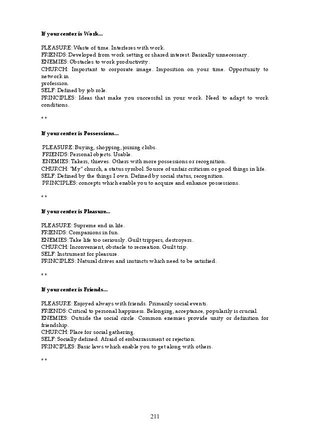 If your center is Work...
PLEASURE: Waste of time. Interferes with work.
FRIENDS: Developed from work setting or shared interest. Basically unnecessary.
ENEMIES: Obstacles to work productivity.
CHURCH: Important to corporate image. Imposition on your time. Opportunity to
network in
profession.
SELF: Defined by job role.
PRINCIPLES: Ideas that make you successful in your work. Need to adapt to work
conditions.
* *
If your center is Possessions...
PLEASURE: Buying, shopping, joining clubs.
FRIENDS: Personal objects. Usable.
ENEMIES: Takers, thieves. Others with more possessions or recognition.
CHURCH: "My" church, a status symbol. Source of unfair criticism or good things in life.
SELF: Defined by the things I own. Defined by social status, recognition.
PRINCIPLES: concepts which enable you to acquire and enhance possessions.
* *
If your center is Pleasure...
PLEASURE: Supreme end in life.
FRIENDS: Companions in fun.
ENEMIES: Take life too seriously. Guilt trippers, destroyers.
CHURCH: Inconvenient, obstacle to recreation. Guilt trip.
SELF: Instrument for pleasure.
PRINCIPLES: Natural drives and instincts which need to be satisfied.
* *
If your center is Friends...
PLEASURE: Enjoyed always with friends. Primarily social events.
FRIENDS: Critical to personal happiness. Belonging, acceptance, popularity is crucial.
ENEMIES: Outside the social circle. Common enemies provide unity or definition for
friendship.
CHURCH: Place for social gathering.
SELF: Socially defined. Afraid of embarrassment or rejection.
PRINCIPLES: Basic laws which enable you to get along with others.
* *
211